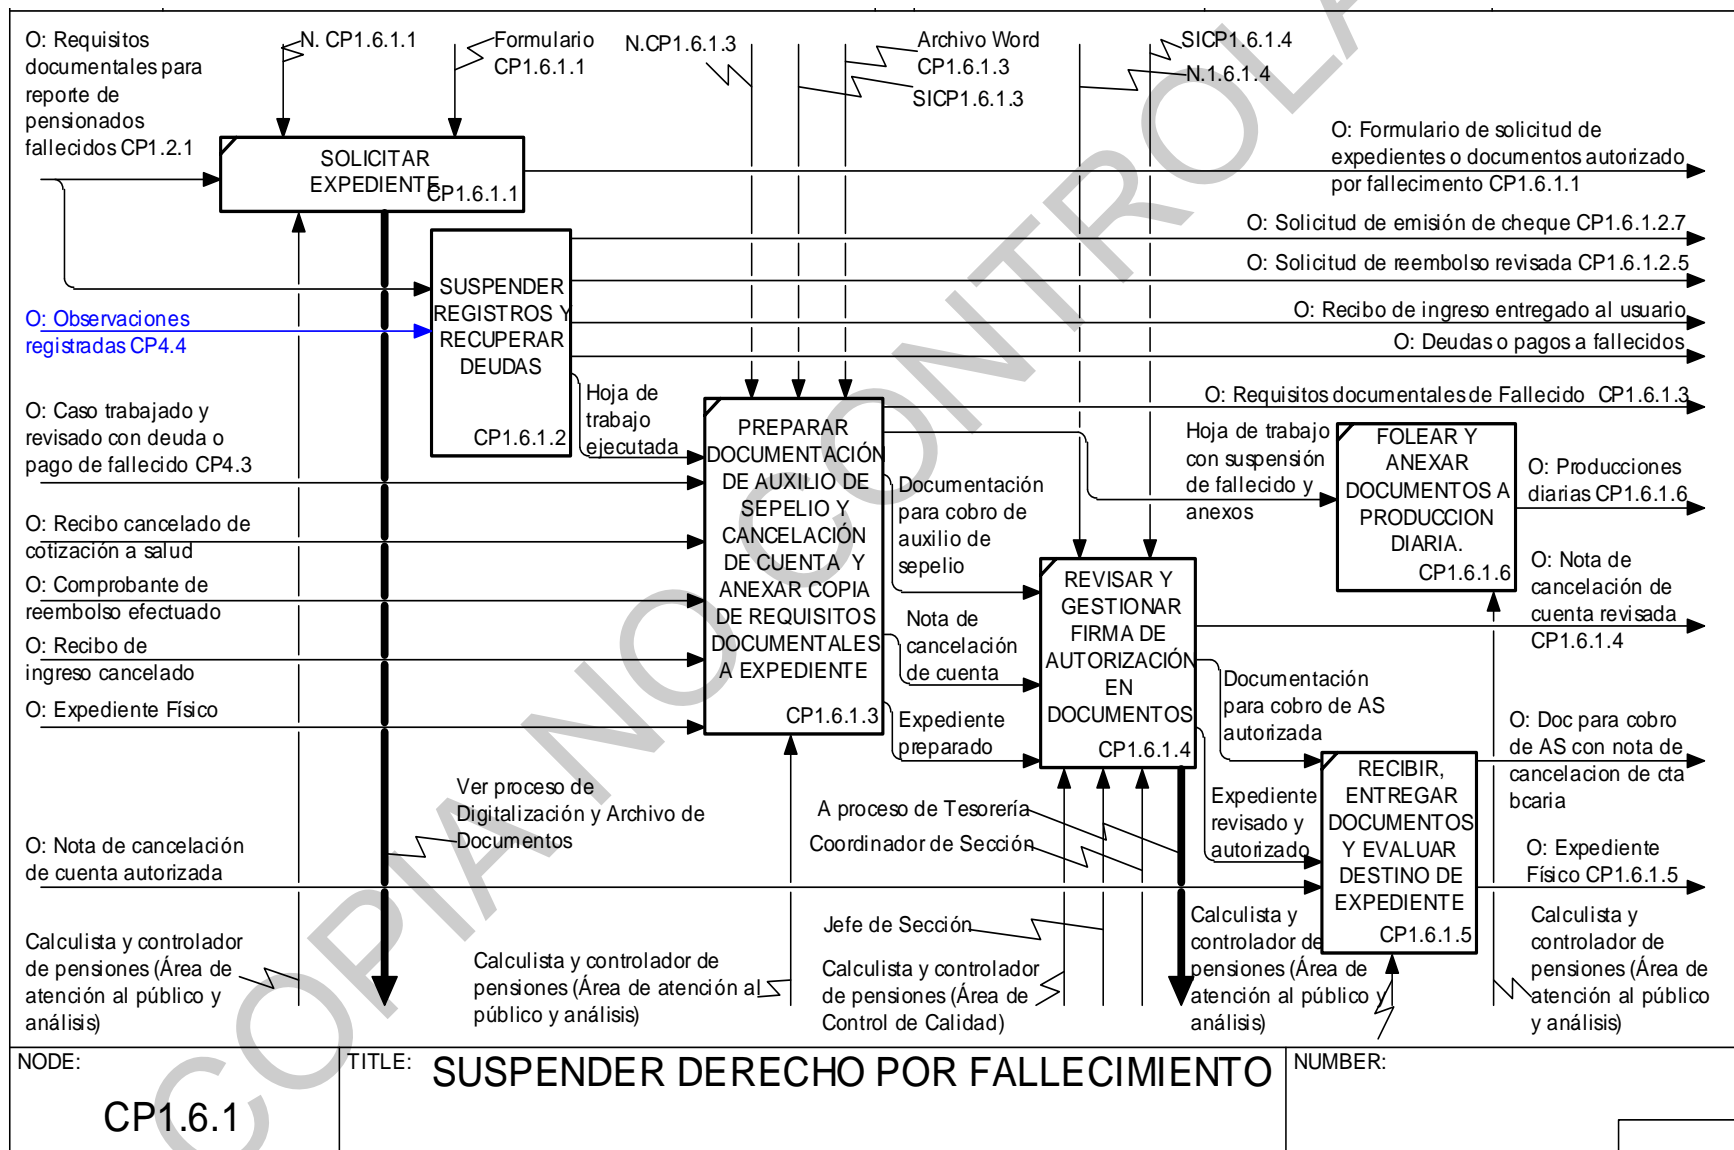 O: Requisitos
documentales para
reporte de
pensionados
fallecidos CP1.2.1
N. CP1.6.1.1
Formulario
CP1.6.1.1
N.CP1.6.1.3
Archivo Word
CP1.6.1.3
SICP1.6.1.3
SICP1.6.1.4
N.1.6.1.4
SOLICITAR
EXPEDIENTE
CP1.6.1.1
O: Formulario de solicitud de
expedientes o documentos autorizado
por fallecimento CP1.6.1.1
O: Solicitud de emisión de cheque CP1.6.1.2.7
O: Solicitud de reembolso revisada CP1.6.1.2.5
O: Recibo de ingreso entregado al usuario
O: Deudas o pagos a fallecidos
O: Observaciones
registradas CP4.4
SUSPENDER
REGISTROS Y
RECUPERAR
DEUDAS
CP1.6.1.2
Hoja de
trabajo
ejecutada
O: Requisitos documentales de Fallecido CP1.6.1.3
O: Caso trabajado y
revisado con deuda o
pago de fallecido CP4.3
O: Recibo cancelado de
cotización a salud
O: Comprobante de
reembolso efectuado
O: Recibo de
ingreso cancelado
O: Expediente Físico
PREPARAR
DOCUMENTACIÓN
DE AUXILIO DE
SEPELIO Y
CANCELACIÓN
DE CUENTA Y
ANEXAR COPIA
DE REQUISITOS
DOCUMENTALES
A EXPEDIENTE
CP1.6.1.3
Documentación
para cobro de
auxilio de
sepelio
Nota de
cancelación
de cuenta
Expediente
preparado
Hoja de trabajo
con suspensión
de fallecido y
anexos
FOLEAR Y
ANEXAR
DOCUMENTOS A
PRODUCCION
DIARIA.
CP1.6.1.6
O: Producciones
diarias CP1.6.1.6
REVISAR Y
GESTIONAR
FIRMA DE
AUTORIZACIÓN
EN
DOCUMENTOS
CP1.6.1.4
O: Nota de
cancelación de
cuenta revisada
CP1.6.1.4
Documentación
para cobro de AS
autorizada
Expediente
revisado y
autorizado
RECIBIR,
ENTREGAR
DOCUMENTOS
Y EVALUAR
DESTINO DE
EXPEDIENTE
CP1.6.1.5
O: Doc para cobro
de AS con nota de
cancelacion de cta
bcaria
O: Expediente
Físico CP1.6.1.5
Ver proceso de
Digitalización y Archivo de
Documentos
A proceso de Tesorería
Coordinador de Sección
Jefe de Sección
O: Nota de cancelación
de cuenta autorizada
Calculista y controlador
de pensiones (Área de
atención al público y
análisis)
Calculista y controlador de
pensiones (Área de atención al
público y análisis)
Calculista y controlador
de pensiones (Área de
Control de Calidad)
Calculista y
controlador de
pensiones (Área de
atención al público y
análisis)
Calculista y
controlador de
pensiones (Área de
atención al público
y análisis)
COPIA NO CONTROLA
NODE:
CP1.6.1
TITLE:
SUSPENDER DERECHO POR FALLECIMIENTO
NUMBER: